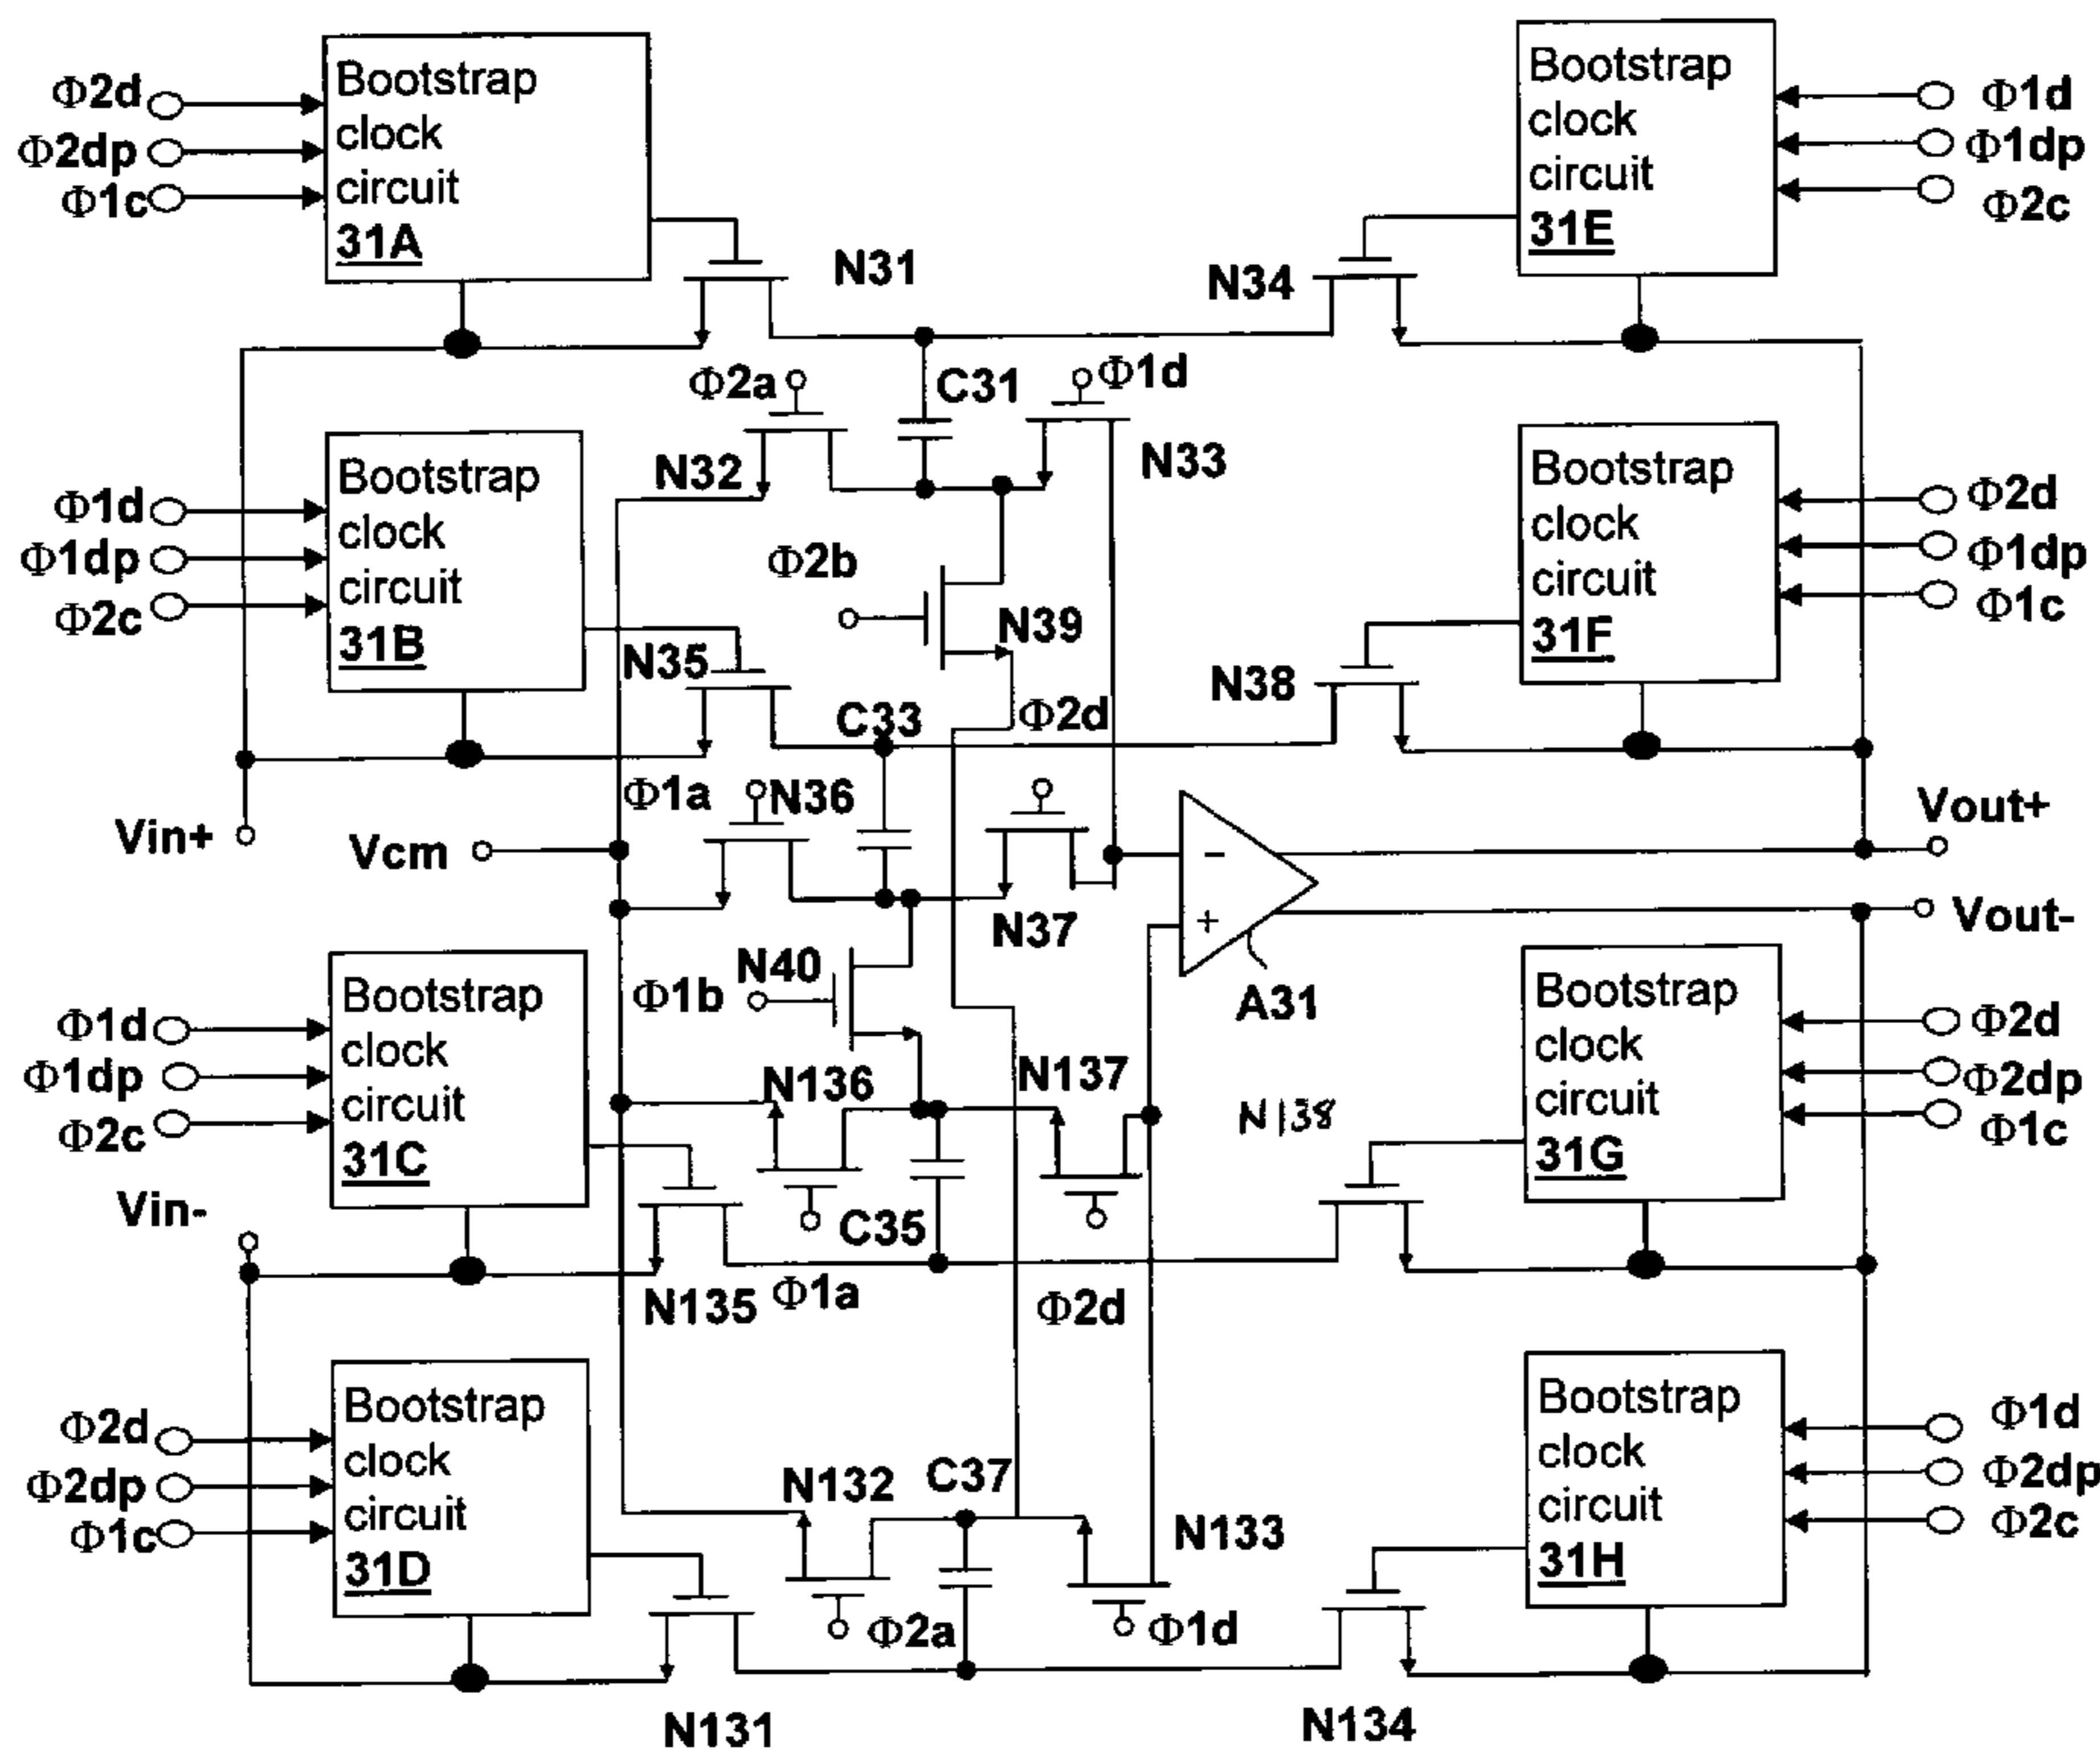 Φ2d
Φ2dp
Φ1c
Bootstrap
clock
circuit
31A
N31
N34
Bootstrap
clock
circuit
31E
Φ1d
Φ1dp
Φ2c
Φ2a
C31
Φ1d
N32
N33
Φ1d
Φ1dp
Φ2c
Bootstrap
clock
circuit
31B
Φ2b
N39
N35
C33
Φ2d
N38
Bootstrap
clock
circuit
31F
Φ2d
Φ1dp
Φ1c
Vin+
Vcm
Φ1a
N36
N37
−
+
A31
Vout+
Vout-
Φ1d
Φ1dp
Φ2c
Bootstrap
clock
circuit
31C
Φ1b
N40
N136
N137
N138
Bootstrap
clock
circuit
31G
Φ2d
Φ2dp
Φ1c
Vin-
C35
N135
Φ1a
Φ2d
Φ2d
Φ2dp
Φ1c
Bootstrap
clock
circuit
31D
N132
C37
N133
Φ2a
Φ1d
Bootstrap
clock
circuit
31H
Φ1d
Φ2dp
Φ2c
N131
N134